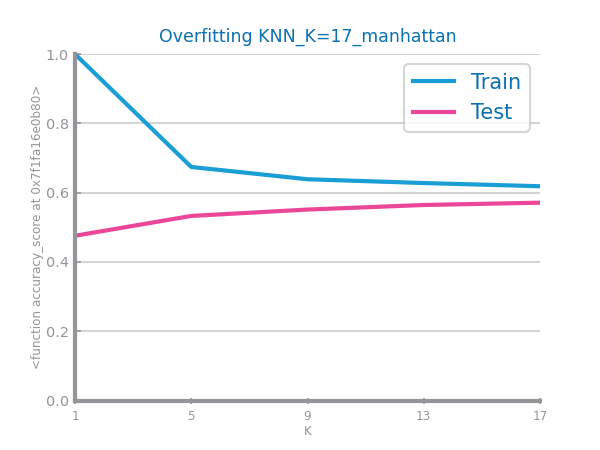 Overfitting KNN_K=17_manhattan
Train
Test
<function accuracy_score at 0x7f1fa16e0b80>
1.0
0.8
0.6
0.4
0.2
0.0
1 5 9 13 17
K